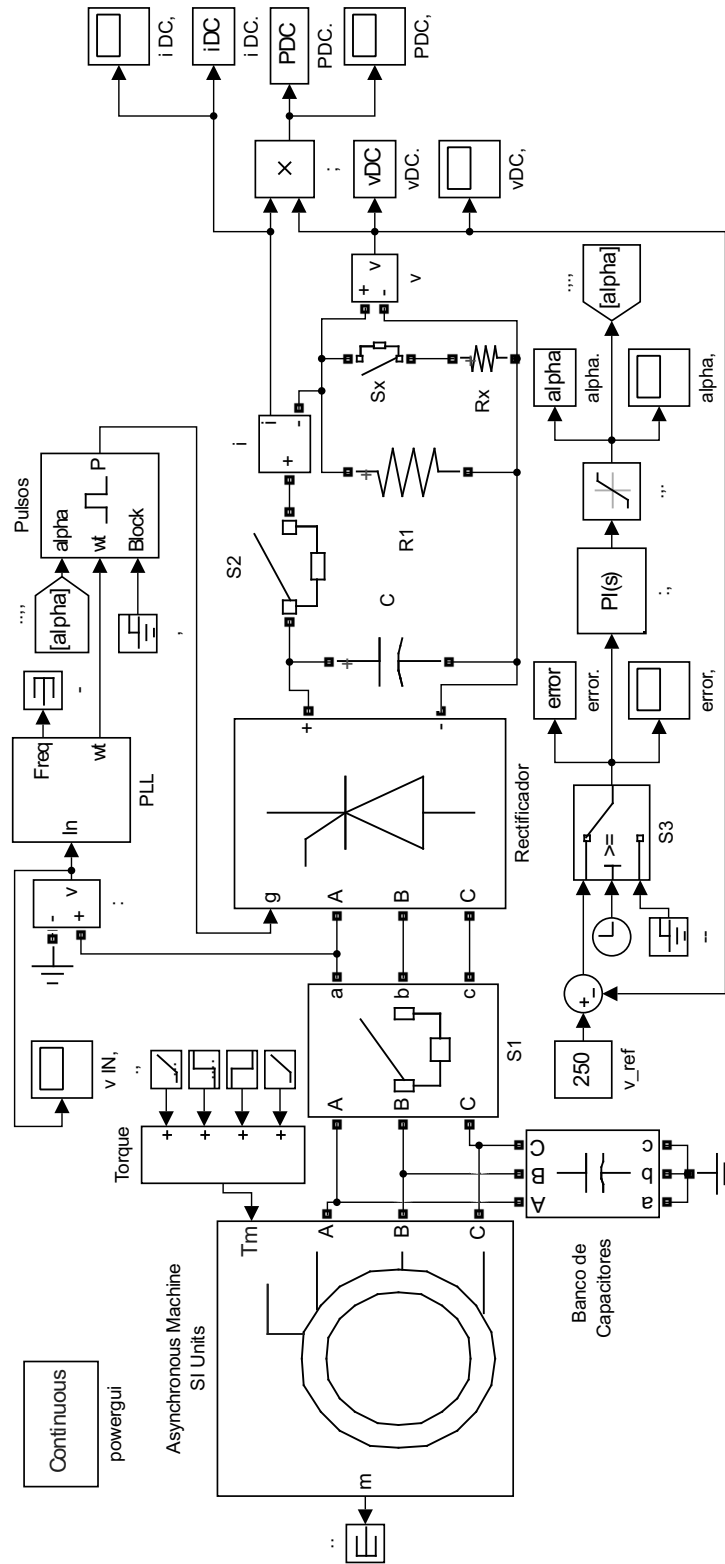 Continuous
powergui
Asynchronous Machine
SI Units
m
Tm
A
B
C
Torque
+
+
+
+
.,
..
v IN,
Banco de
Capacitores
A
B
C
a
b
c
A
B
C
a
b
c
S1
-
+
v
:
In
Freq
wt
PLL
-
[alpha]
..,,
,
alpha
wt
Block
P
Pulsos
g
A
B
C
+
-
Rectificador
+
C
S2
+
-
i
i
+
R1
Sx
+
Rx
+
-
v
v
×
:,
i DC,
iDC
i DC.
PDC
PDC.
PDC,
vDC
vDC.
vDC,
250
v_ref
+
-
--
>=
S3
error
error.
error,
PI(s)
:,
.,.
alpha
alpha.
alpha,
[alpha]
.,.,